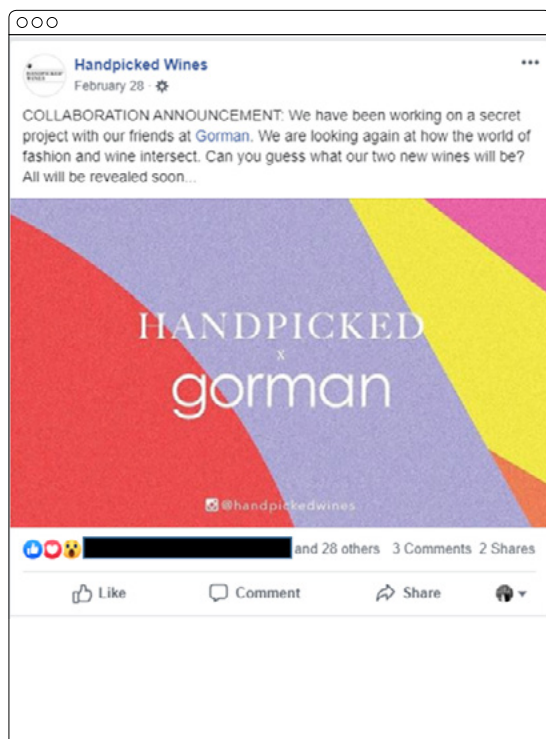 Handpicked Wines
February 28
COLLABORATION ANNOUNCEMENT: We have been working on a secret
project with our friends at Gorman. We are looking again at how the world of
fashion and wine intersect. Can you guess what our two new wines will be?
All will be revealed soon...
HANDPICKED
x
gorman
@handpickedwines
and 28 others 3 Comments 2 Shares
Like Comment Share